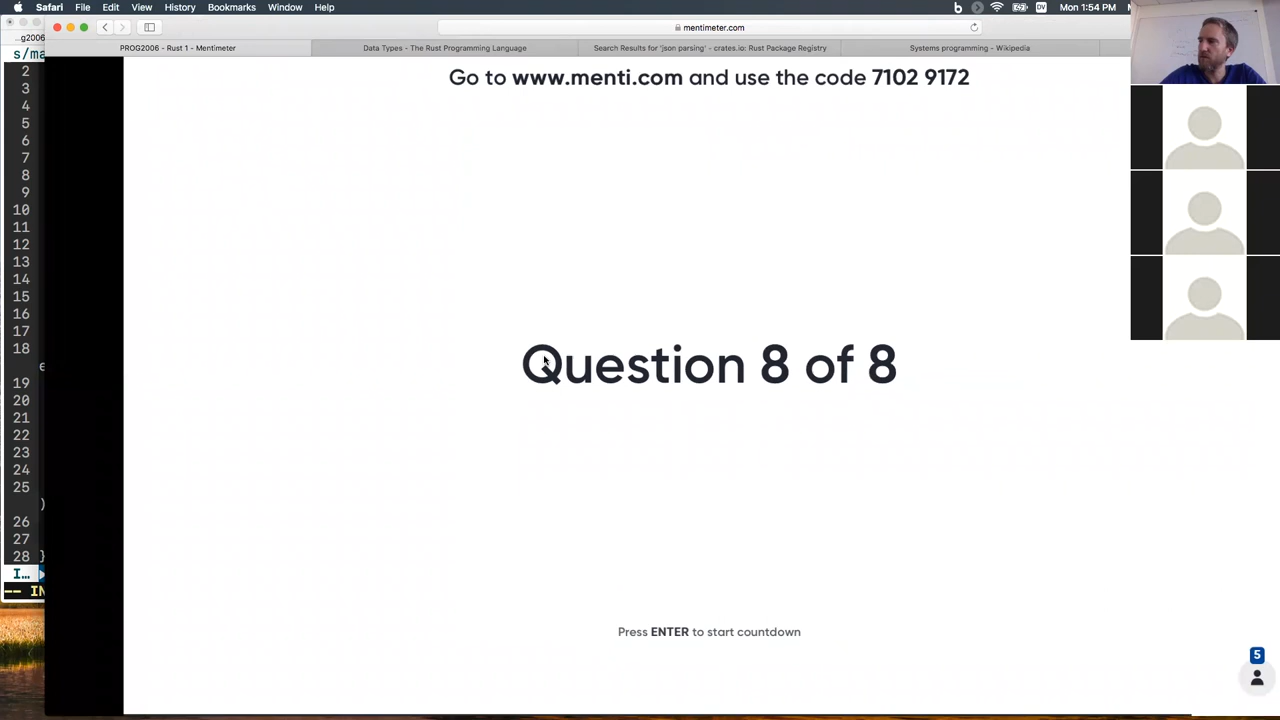 Safari File Edit View History Bookmarks Window Help
Mon 1:54 PM
mentimeter.com
PROG2006 - Rust 1 - Mentimeter
Data Types - The Rust Programming Language
Search Results for 'json parsing' - crates.io: Rust Package Registry
Systems programming - Wikipedia
Go to www.menti.com and use the code 7102 9172
2
3
4
5
6
7
8
9
10
11
12
13
14
15
16
17
18
19
20
21
22
23
24
25
26
27
28 }
I...
Question 8 of 8
Press ENTER to start countdown
5